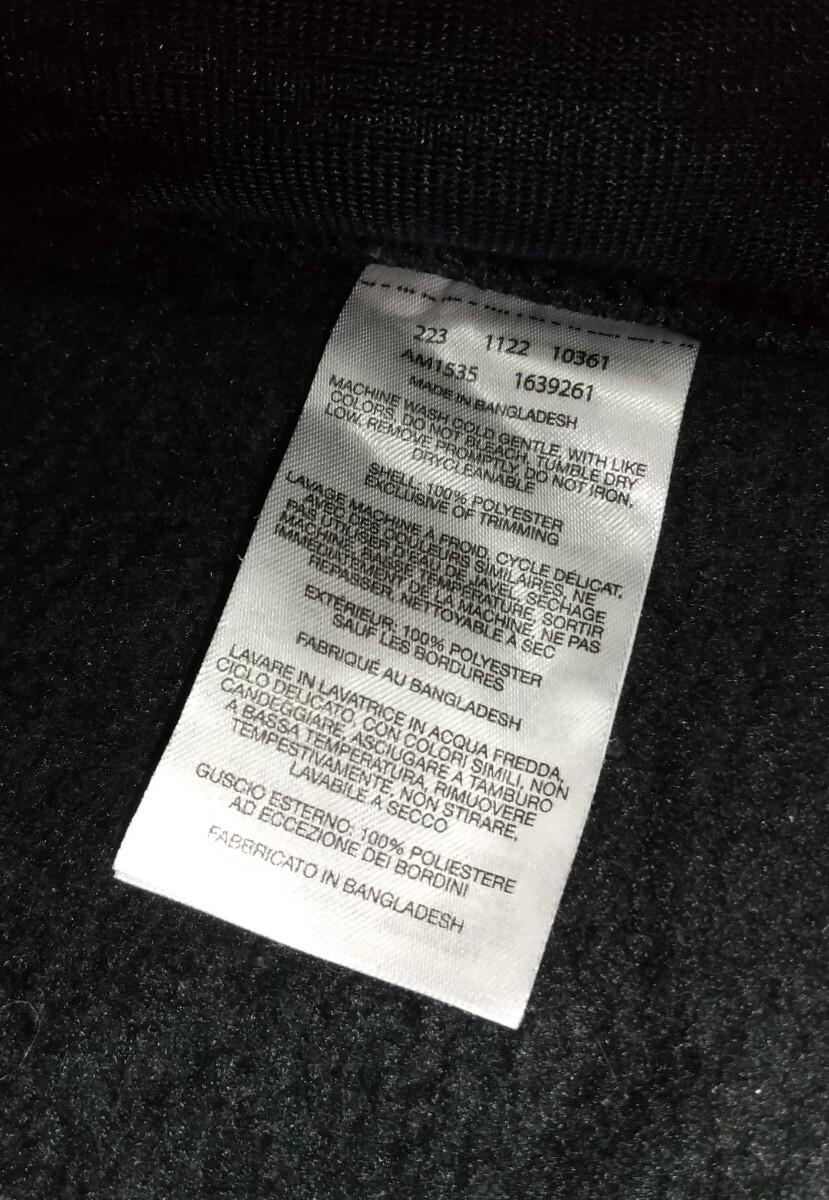 223 1122 10361
AM1535 1639261
MADE IN BANGLADESH
MACHINE WASH COLD GENTLE, WITH LIKE
COLORS, DO NOT BLEACH, TUMBLE DRY
LOW, REMOVE PROMPTLY, DO NOT IRON,
DRYCLEANABLE
SHELL: 100% POLYESTER
EXCLUSIVE OF TRIMMING
LAVAGE MACHINE À FROID, CYCLE DÉLICAT,
AVEC DES COULEURS SIMILAIRES, NE
PAS UTILISER D'EAU DE JAVEL, SÉCHAGE
MACHINE, BASSE TEMPÉRATURE, SORTIR
IMMÉDIATEMENT DE LA MACHINE, NE PAS
REPASSER, NETTOYABLE À SEC
EXTERIEUR: 100% POLYESTER
SAUF LES BORDURES
FABRIQUÉ AU BANGLADESH
LAVARE IN LAVATRICE IN ACQUA FREDDA,
CICLO DELICATO, CON COLORI SIMILI, NON
CANDEGGIARE, ASCIUGARE A TAMBURO
A BASSA TEMPERATURA, RIMUOVERE
TEMPESTIVAMENTE, NON STIRARE,
LAVABILE A SECCO
GUSCIO ESTERNO: 100% POLIESTERE
AD ECCEZIONE DEI BORDINI
FABBRICATO IN BANGLADESH